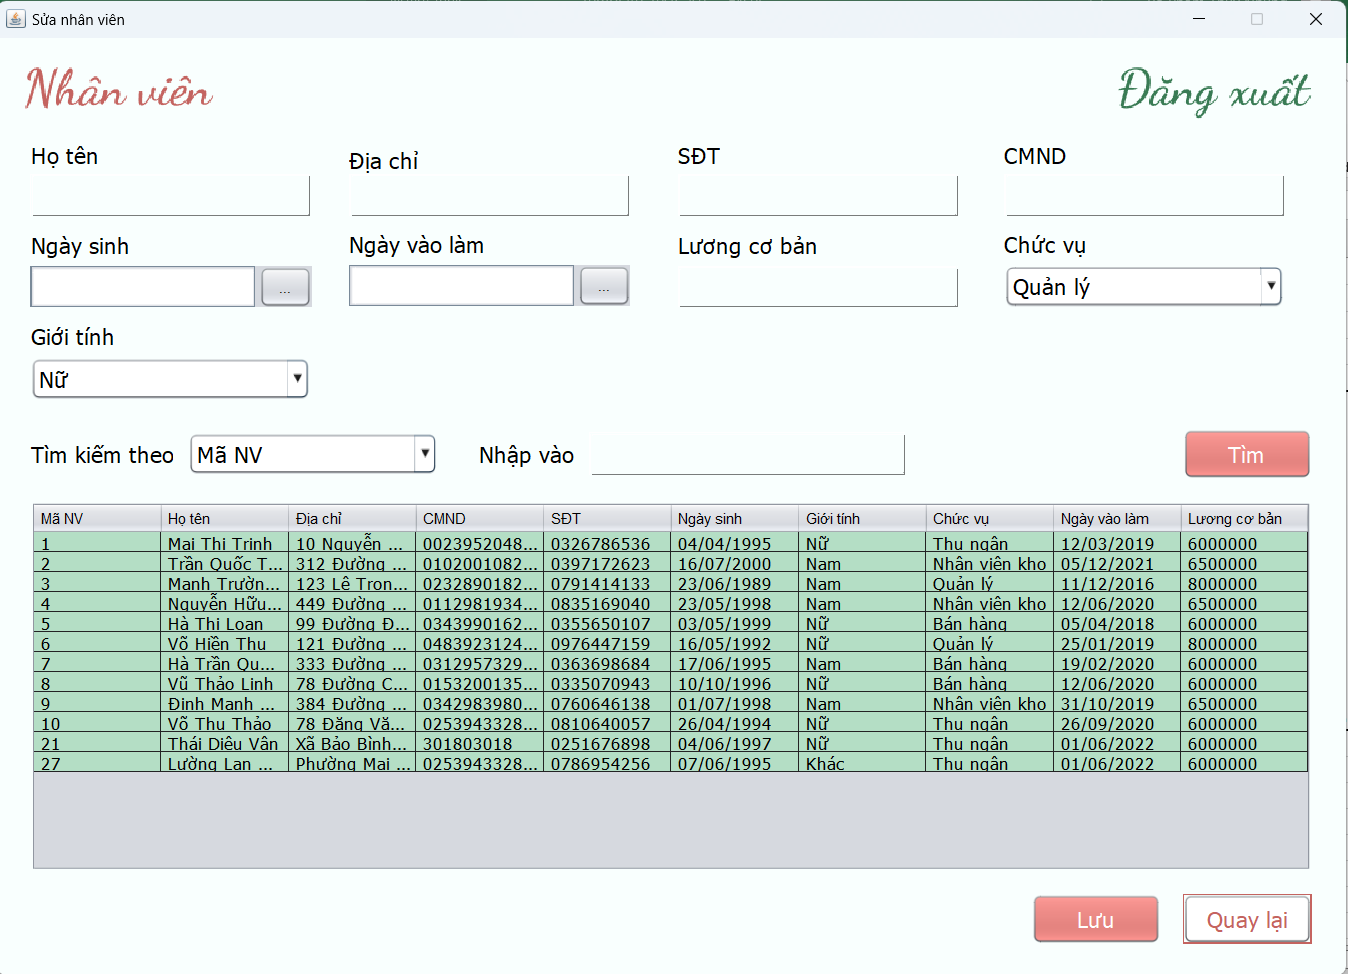 Sửa nhân viên
Nhân viên Đăng xuất
Họ tên Địa chỉ SĐT CMND
Ngày sinh Ngày vào làm Lương cơ bản Chức vụ
... ... Quản lý
Giới tính
Nữ
Tìm kiếm theo Mã NV Nhập vào Tìm
Mã NV Họ tên Địa chỉ CMND SĐT Ngày sinh Giới tính Chức vụ Ngày vào làm Lương cơ bản
1 Mai Thị Trinh 10 Nguyễn ... 0023952048... 0326786536 04/04/1995 Nữ Thu ngân 12/03/2019 6000000
2 Trần Quốc T... 312 Đường ... 0102001082... 0397172623 16/07/2000 Nam Nhân viên kho 05/12/2021 6500000
3 Manh Trườn... 123 Lê Tron... 0232890182... 0791414133 23/06/1989 Nam Quản lý 11/12/2016 8000000
4 Nguyễn Hữu... 449 Đường ... 0112981934... 0835169040 23/05/1998 Nam Nhân viên kho 12/06/2020 6500000
5 Hà Thị Loan 99 Đường Đ... 0343990162... 0355650107 03/05/1999 Nữ Bán hàng 05/04/2018 6000000
6 Võ Hiền Thu 121 Đường ... 0483923124... 0976447159 16/05/1992 Nữ Quản lý 25/01/2019 8000000
7 Hà Trần Qu... 333 Đường ... 0312957329... 0363698684 17/06/1995 Nam Bán hàng 19/02/2020 6000000
8 Vũ Thảo Linh 78 Đường C... 0153200135... 0335070943 10/10/1996 Nữ Bán hàng 12/06/2020 6000000
9 Đinh Manh ... 384 Đường ... 0342983980... 0760646138 01/07/1998 Nam Nhân viên kho 31/10/2019 6500000
10 Võ Thu Thảo 78 Đặng Vă... 0253943328... 0810640057 26/04/1994 Nữ Thu ngân 26/09/2020 6000000
21 Thái Diệu Vân Xã Bảo Bình... 301803018 0251676898 04/06/1997 Nữ Thu ngân 01/06/2022 6000000
27 Lường Lan ... Phường Mai ... 0253943328... 0786954256 07/06/1995 Khác Thu ngân 01/06/2022 6000000
Lưu Quay lại